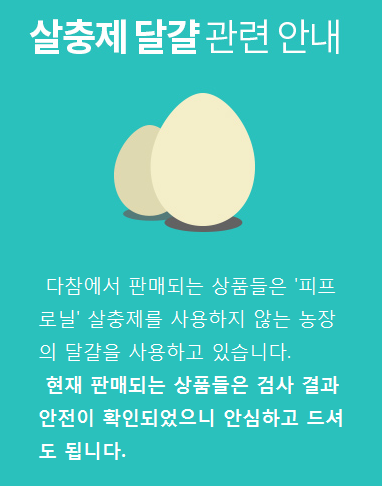 살충제 달걀 관련 안내
다참에서 판매되는 상품들은 '피프
로닐' 살충제를 사용하지 않는 농장
의 달걀을 사용하고 있습니다.
현재 판매되는 상품들은 검사 결과
안전이 확인되었으니 안심하고 드셔
도 됩니다.